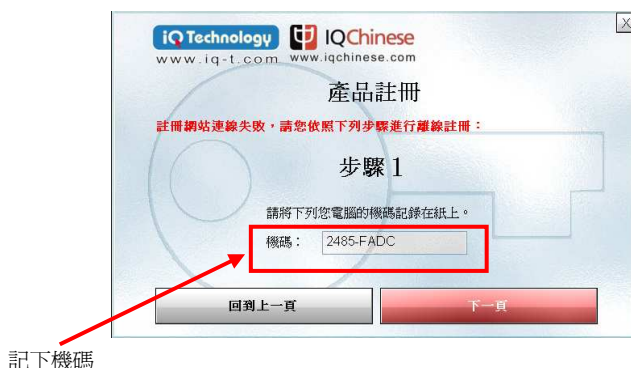 iQ Technology IQChinese
www.iq-t.com www.iqchinese.com
X
產品註冊
註冊網站連線失敗，請您依照下列步驟進行離線註冊：
步驟 1
請將下列您電腦的機碼記錄在紙上。
機碼： 2485-FADC
回到上一頁 下一頁
記下機碼